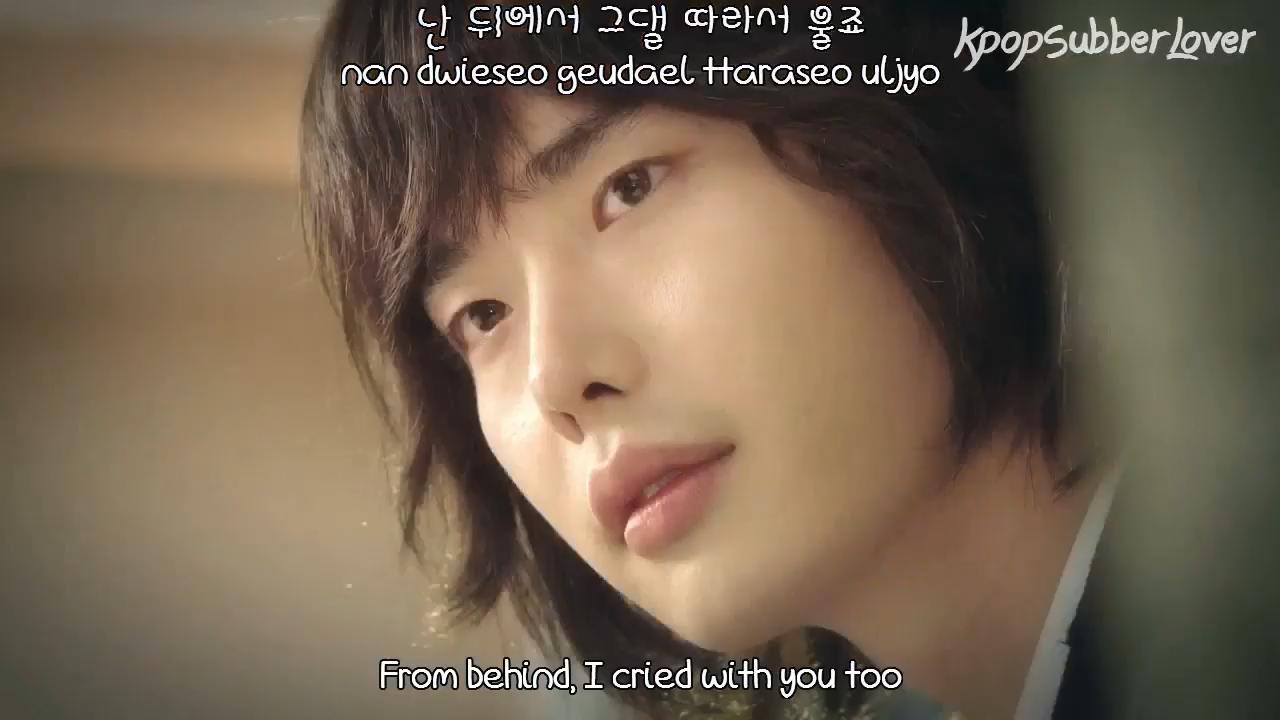 난 뒤에서 그댈 따라서 울죠
kpopSubberLover
nan dwieseo geudael ttaraseo uljyo
From behind, I cried with you too